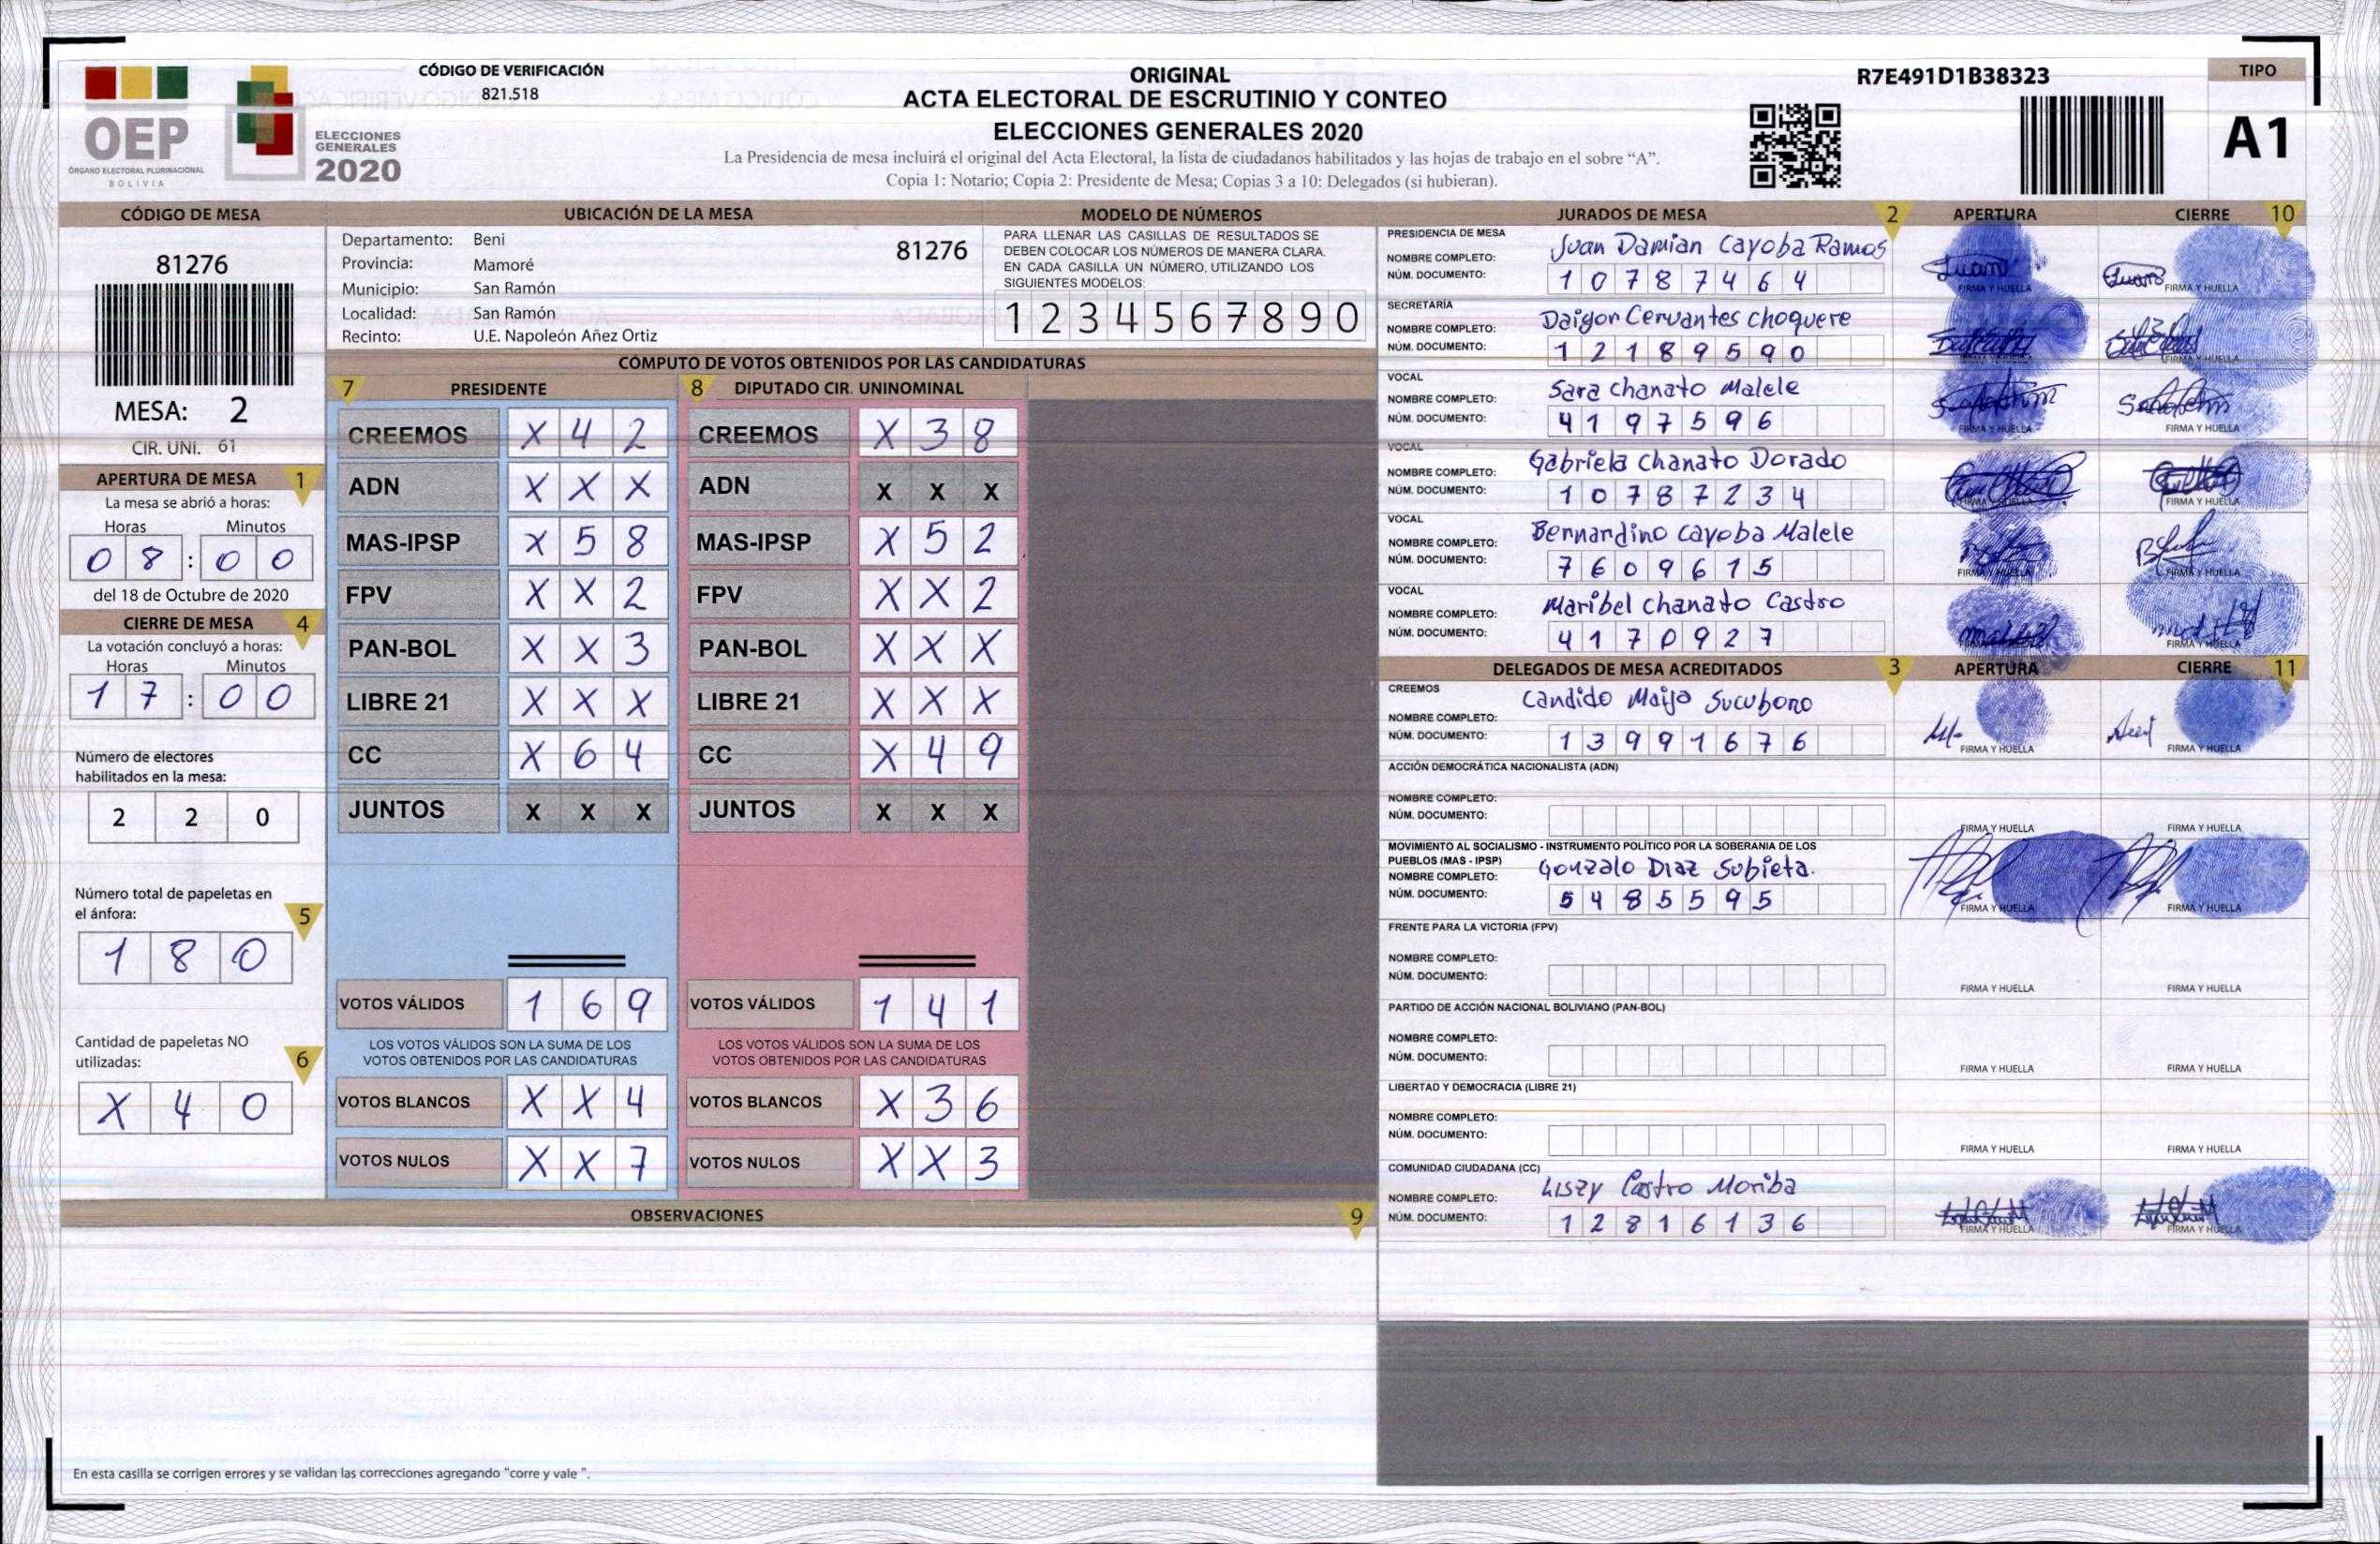 OEP
ÓRGANO ELECTORAL PLURINACIONAL
BOLIVIA
ELECCIONES
GENERALES
2020
CÓDIGO DE VERIFICACIÓN
821.518
ORIGINAL
ACTA ELECTORAL DE ESCRUTINIO Y CONTEO
ELECCIONES GENERALES 2020
La Presidencia de mesa incluirá el original del Acta Electoral, la lista de ciudadanos habilitados y las hojas de trabajo en el sobre “A”.
Copia 1: Notario; Copia 2: Presidente de Mesa; Copias 3 a 10: Delegados (si hubieran).
R7E491D1B38323
TIPO
A1
CÓDIGO DE MESA
81276
MESA: 2
CIR. UNI. 61
APERTURA DE MESA 1
La mesa se abrió a horas:
Horas Minutos
0 8 : 0 0
del 18 de Octubre de 2020
CIERRE DE MESA 4
La votación concluyó a horas:
Horas Minutos
1 7 : 0 0
Número de electores
habilitados en la mesa:
2 2 0
Número total de papeletas en
el ánfora: 5
1 8 0
Cantidad de papeletas NO
utilizadas: 6
X 4 0
UBICACIÓN DE LA MESA
Departamento: Beni 81276
Provincia: Mamoré
Municipio: San Ramón
Localidad: San Ramón
Recinto: U.E. Napoleón Añez Ortiz
MODELO DE NÚMEROS
PARA LLENAR LAS CASILLAS DE RESULTADOS SE
DEBEN COLOCAR LOS NÚMEROS DE MANERA CLARA.
EN CADA CASILLA UN NÚMERO, UTILIZANDO LOS
SIGUIENTES MODELOS:
1 2 3 4 5 6 7 8 9 0
CÓMPUTO DE VOTOS OBTENIDOS POR LAS CANDIDATURAS
7 PRESIDENTE 8 DIPUTADO CIR. UNINOMINAL
CREEMOS X 4 2 CREEMOS X 3 8
ADN X X X ADN X X X
MAS-IPSP X 5 8 MAS-IPSP X 5 2
FPV X X 2 FPV X X 2
PAN-BOL X X 3 PAN-BOL X X X
LIBRE 21 X X X LIBRE 21 X X X
CC X 6 4 CC X 4 9
JUNTOS X X X JUNTOS X X X
VOTOS VÁLIDOS 1 6 9 VOTOS VÁLIDOS 1 4 1
LOS VOTOS VÁLIDOS SON LA SUMA DE LOS LOS VOTOS VÁLIDOS SON LA SUMA DE LOS
VOTOS OBTENIDOS POR LAS CANDIDATURAS VOTOS OBTENIDOS POR LAS CANDIDATURAS
VOTOS BLANCOS X X 4 VOTOS BLANCOS X 3 6
VOTOS NULOS X X 7 VOTOS NULOS X X 3
OBSERVACIONES 9
En esta casilla se corrigen errores y se validan las correcciones agregando “corre y vale ”.
JURADOS DE MESA 2 APERTURA CIERRE 10
PRESIDENCIA DE MESA
NOMBRE COMPLETO: Juan Damian Cayoba Ramos
NÚM. DOCUMENTO: 1 0 7 8 7 4 6 4 FIRMA Y HUELLA FIRMA Y HUELLA
SECRETARÍA
NOMBRE COMPLETO: Daigor Cervantes choquere
NÚM. DOCUMENTO: 1 2 1 8 9 5 9 0 FIRMA Y HUELLA FIRMA Y HUELLA
VOCAL
NOMBRE COMPLETO: Sara chanato Malele
NÚM. DOCUMENTO: 4 1 9 7 5 9 6 FIRMA Y HUELLA FIRMA Y HUELLA
VOCAL
NOMBRE COMPLETO: Gabriela Chanato Dorado
NÚM. DOCUMENTO: 1 0 7 8 7 2 3 4 FIRMA Y HUELLA FIRMA Y HUELLA
VOCAL
NOMBRE COMPLETO: Bernardino Cayoba Malele
NÚM. DOCUMENTO: 7 6 0 9 6 1 5 FIRMA Y HUELLA FIRMA Y HUELLA
VOCAL
NOMBRE COMPLETO: Maribel Chanato Castro
NÚM. DOCUMENTO: 4 1 7 0 9 2 7 FIRMA Y HUELLA FIRMA Y HUELLA
DELEGADOS DE MESA ACREDITADOS 3 APERTURA CIERRE 11
CREEMOS
NOMBRE COMPLETO: Candido Maijo Sucubono
NÚM. DOCUMENTO: 1 3 9 9 1 6 7 6 FIRMA Y HUELLA FIRMA Y HUELLA
ACCIÓN DEMOCRÁTICA NACIONALISTA (ADN)
NOMBRE COMPLETO:
NÚM. DOCUMENTO: FIRMA Y HUELLA FIRMA Y HUELLA
MOVIMIENTO AL SOCIALISMO - INSTRUMENTO POLÍTICO POR LA SOBERANIA DE LOS
PUEBLOS (MAS - IPSP)
NOMBRE COMPLETO: Gonzalo Diaz Subieta.
NÚM. DOCUMENTO: 5 4 8 5 5 9 5 FIRMA Y HUELLA FIRMA Y HUELLA
FRENTE PARA LA VICTORIA (FPV)
NOMBRE COMPLETO:
NÚM. DOCUMENTO: FIRMA Y HUELLA FIRMA Y HUELLA
PARTIDO DE ACCIÓN NACIONAL BOLIVIANO (PAN-BOL)
NOMBRE COMPLETO:
NÚM. DOCUMENTO: FIRMA Y HUELLA FIRMA Y HUELLA
LIBERTAD Y DEMOCRACIA (LIBRE 21)
NOMBRE COMPLETO:
NÚM. DOCUMENTO: FIRMA Y HUELLA FIRMA Y HUELLA
COMUNIDAD CIUDADANA (CC)
NOMBRE COMPLETO: Liszy Castro Moriba
NÚM. DOCUMENTO: 1 2 8 1 6 1 3 6 FIRMA Y HUELLA FIRMA Y HUELLA